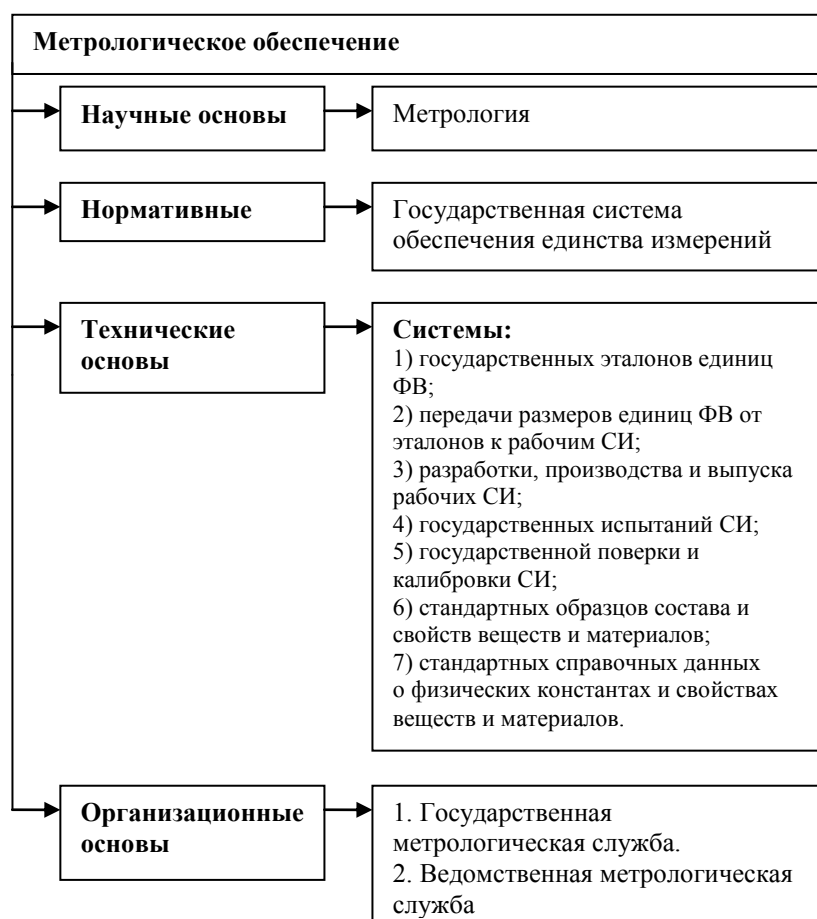 Метрологическое обеспечение
Научные основы
Метрология
Нормативные
Государственная система
обеспечения единства измерений
Технические
основы
Системы:
1) государственных эталонов единиц
ФВ;
2) передачи размеров единиц ФВ от
эталонов к рабочим СИ;
3) разработки, производства и выпуска
рабочих СИ;
4) государственных испытаний СИ;
5) государственной поверки и
калибровки СИ;
6) стандартных образцов состава и
свойств веществ и материалов;
7) стандартных справочных данных
о физических константах и свойствах
веществ и материалов.
Организационные
основы
1. Государственная
метрологическая служба.
2. Ведомственная метрологическая
служба